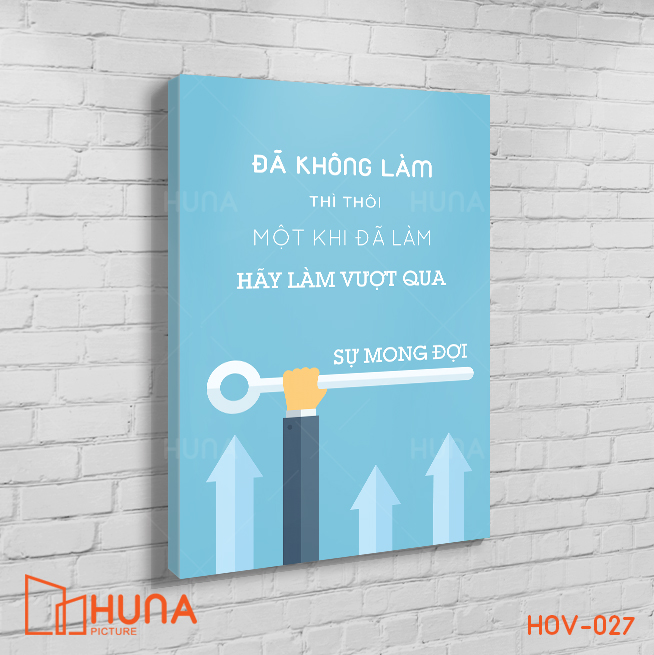 ĐÃ KHÔNG LÀM
THÌ THÔI
MỘT KHI ĐÃ LÀM
HÃY LÀM VƯỢT QUA
SỰ MONG ĐỢI
HUNA
HUNA
HUNA
HUNA
HUNA
PICTURE
HOV-027